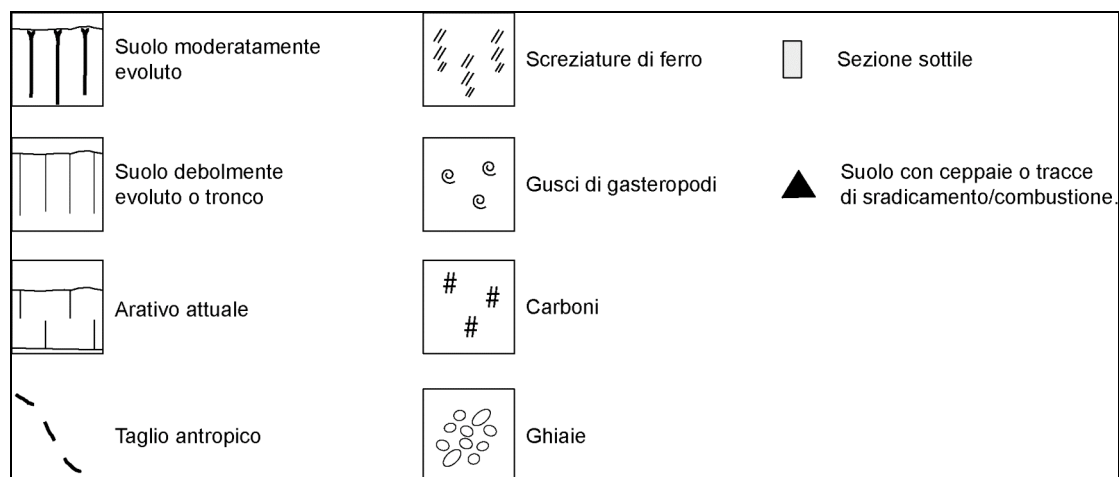 Suolo moderatamente
evoluto
Suolo debolmente
evoluto o tronco
Arativo attuale
Taglio antropico
Screziature di ferro
Gusci di gasteropodi
Carboni
Ghiaie
Sezione sottile
Suolo con ceppaie o tracce
di sradicamento/combustione.